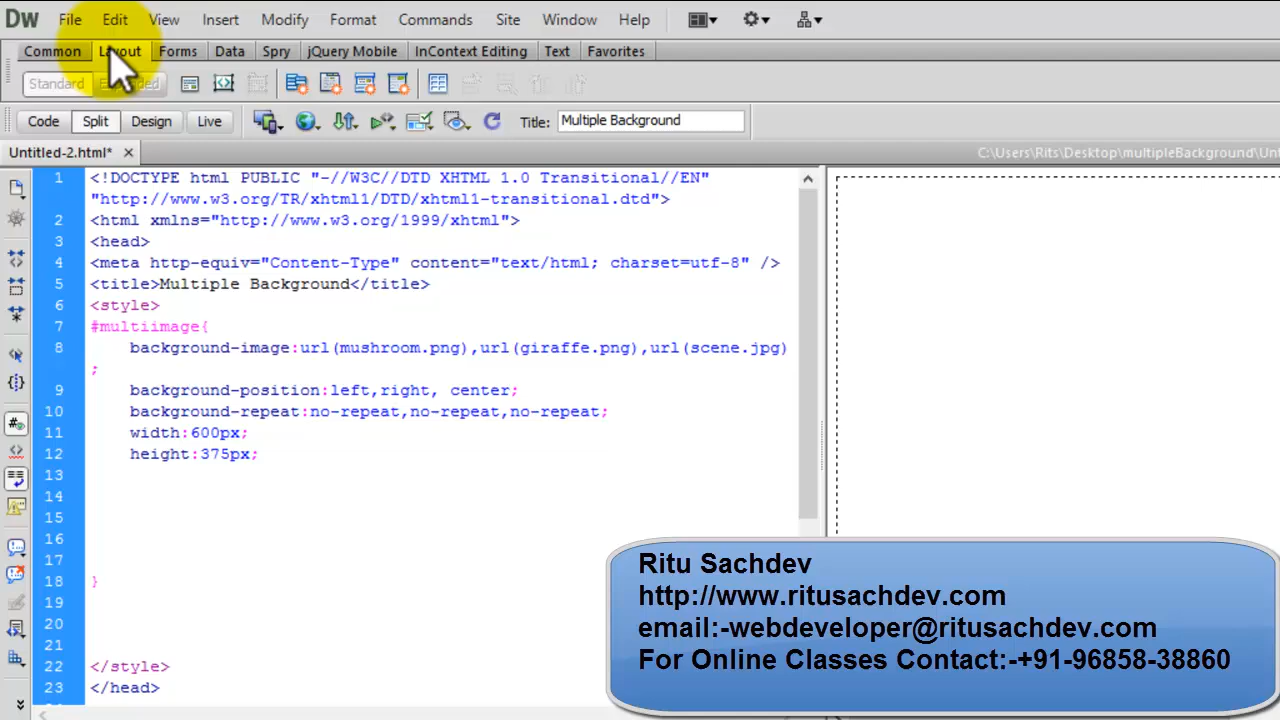 Dw File Edit View Insert Modify Format Commands Site Window Help
Common Layout Forms Data Spry jQuery Mobile InContext Editing Text Favorites
Standard Expanded
Code Split Design Live Title: Multiple Background
Untitled-2.html* C:\Users\Rits\Desktop\multipleBackground\Unt
1 <!DOCTYPE html PUBLIC "-//W3C//DTD XHTML 1.0 Transitional//EN"
"http://www.w3.org/TR/xhtml1/DTD/xhtml1-transitional.dtd">
2 <html xmlns="http://www.w3.org/1999/xhtml">
3 <head>
4 <meta http-equiv="Content-Type" content="text/html; charset=utf-8" />
5 <title>Multiple Background</title>
6 <style>
7 #multiimage{
8 background-image:url(mushroom.png),url(giraffe.png),url(scene.jpg)
;
9 background-position:left,right, center;
10 background-repeat:no-repeat,no-repeat,no-repeat;
11 width:600px;
12 height:375px;
13
14
15
16
17
18 }
19
20
21
22 </style>
23 </head>
Ritu Sachdev
http://www.ritusachdev.com
email:-webdeveloper@ritusachdev.com
For Online Classes Contact:-+91-96858-38860